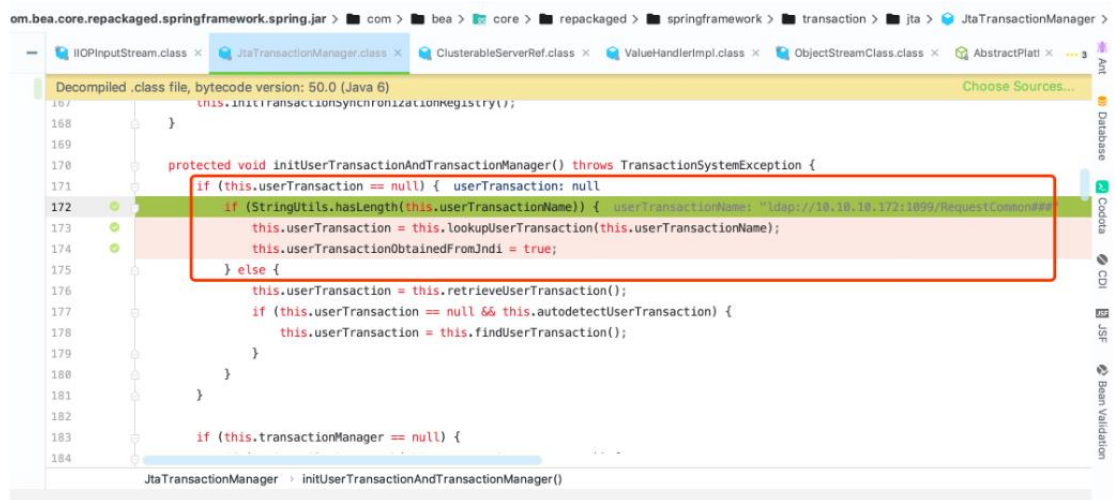 om.bea.core.repackaged.springframework.spring.jar > com > bea > core > repackaged > springframework > transaction > jta > JtaTransactionManager >
IIOPInputStream.class × JtaTransactionManager.class × ClusterableServerRef.class × ValueHandlerImpl.class × ObjectStreamClass.class × AbstractPlatf × ... 3
Decompiled .class file, bytecode version: 50.0 (Java 6) Choose Sources...
167 this.initTransactionSynchronizationRegistry();
168 }
169
170 protected void initUserTransactionAndTransactionManager() throws TransactionSystemException {
171 if (this.userTransaction == null) { userTransaction: null
172 if (StringUtils.hasLength(this.userTransactionName)) { userTransactionName: "ldap://10.10.10.172:1099/RequestCommon###"
173 this.userTransaction = this.lookupUserTransaction(this.userTransactionName);
174 this.userTransactionObtainedFromJndi = true;
175 } else {
176 this.userTransaction = this.retrieveUserTransaction();
177 if (this.userTransaction == null && this.autodetectUserTransaction) {
178 this.userTransaction = this.findUserTransaction();
179 }
180 }
181 }
182
183 if (this.transactionManager == null) {
184
JtaTransactionManager > initUserTransactionAndTransactionManager()
Ant
Database
Codota
CDI
JSF
Bean Validation